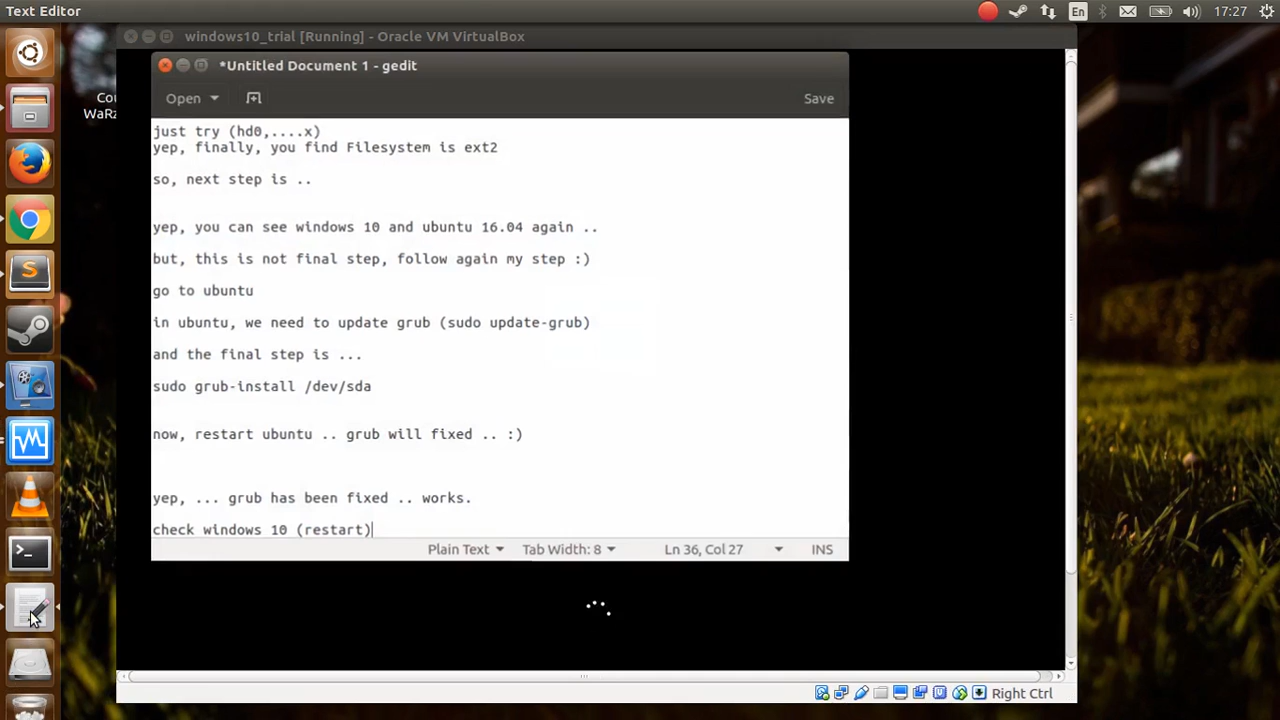 Text Editor
En
17:27
windows10_trial [Running] - Oracle VM VirtualBox
*Untitled Document 1 - gedit
Open
Save
Cou
WaRz
just try (hd0,....x)
yep, finally, you find Filesystem is ext2
so, next step is ..
yep, you can see windows 10 and ubuntu 16.04 again ..
but, this is not final step, follow again my step :)
go to ubuntu
in ubuntu, we need to update grub (sudo update-grub)
and the final step is ...
sudo grub-install /dev/sda
now, restart ubuntu .. grub will fixed .. :)
yep, ... grub has been fixed .. works.
check windows 10 (restart)
Plain Text
Tab Width: 8
Ln 36, Col 27
INS
Right Ctrl